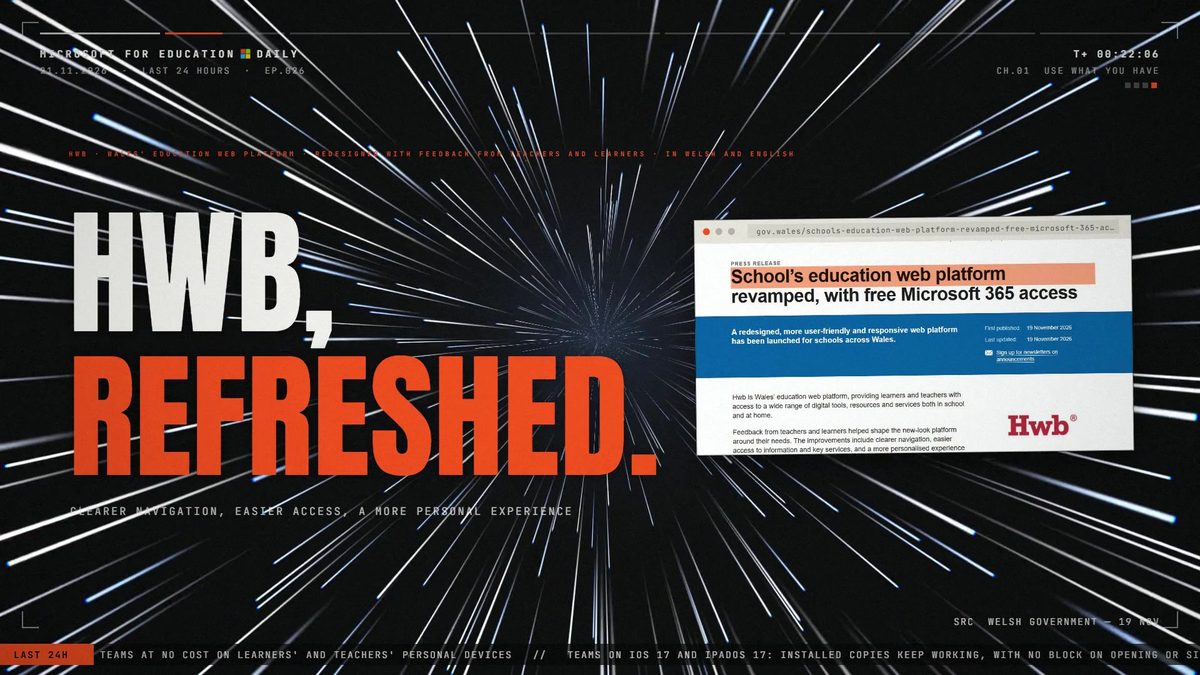 MICROSOFT FOR EDUCATION DAILY
21.11.2026 · LAST 24 HOURS · EP.026
T+ 00:22:06
CH.01 USE WHAT YOU HAVE
HWB · WALES' EDUCATION WEB PLATFORM · REDESIGNED WITH FEEDBACK FROM TEACHERS AND LEARNERS · IN WELSH AND ENGLISH
HWB,
REFRESHED.
CLEARER NAVIGATION, EASIER ACCESS, A MORE PERSONAL EXPERIENCE
gov.wales/schools-education-web-platform-revamped-free-microsoft-365-ac…
PRESS RELEASE
School's education web platform
revamped, with free Microsoft 365 access
A redesigned, more user-friendly and responsive web platform
has been launched for schools across Wales.
First published: 19 November 2026
Last updated: 19 November 2026
Sign up for newsletters on
announcements
Hwb is Wales' education web platform, providing learners and teachers with
access to a wide range of digital tools, resources and services both in school
and at home.
Feedback from teachers and learners helped shape the new-look platform
around their needs. The improvements include clearer navigation, easier
access to information and key services, and a more personalised experience
Hwb®
SRC WELSH GOVERNMENT — 19 NOV
LAST 24H
TEAMS AT NO COST ON LEARNERS' AND TEACHERS' PERSONAL DEVICES // TEAMS ON IOS 17 AND IPADOS 17: INSTALLED COPIES KEEP WORKING, WITH NO BLOCK ON OPENING OR SI